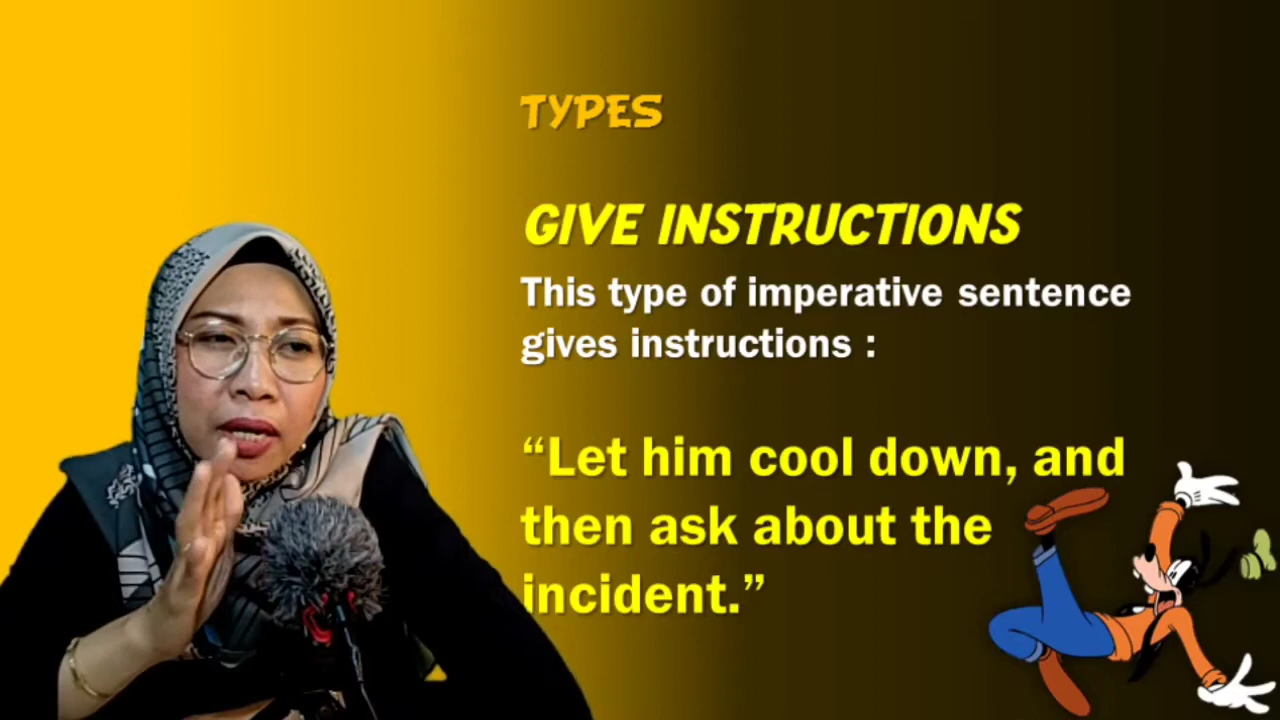 TYPES
GIVE INSTRUCTIONS
This type of imperative sentence
gives instructions :
“Let him cool down, and
then ask about the
incident.”